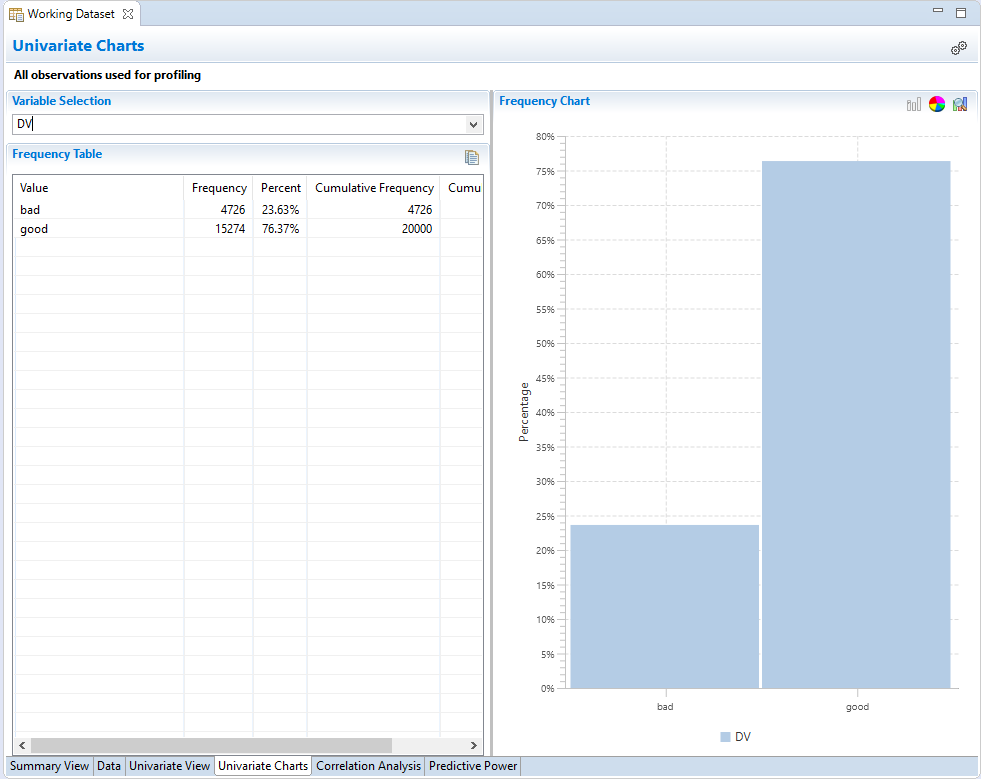 Working Dataset
Univariate Charts
All observations used for profiling
Variable Selection
DV
Frequency Table
Value Frequency Percent Cumulative Frequency Cumu
bad 4726 23.63% 4726
good 15274 76.37% 20000
Frequency Chart
80%
75%
70%
65%
60%
55%
50%
45%
40%
35%
30%
25%
20%
15%
10%
5%
0%
Percentage
bad good
DV
Summary View Data Univariate View Univariate Charts Correlation Analysis Predictive Power